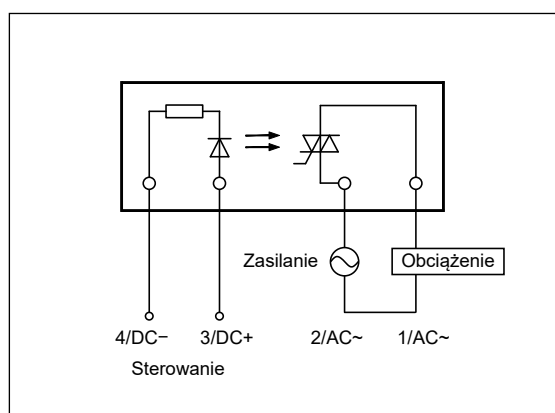 Zasilanie
Obciążenie
4/DC− 3/DC+ 2/AC~ 1/AC~
Sterowanie